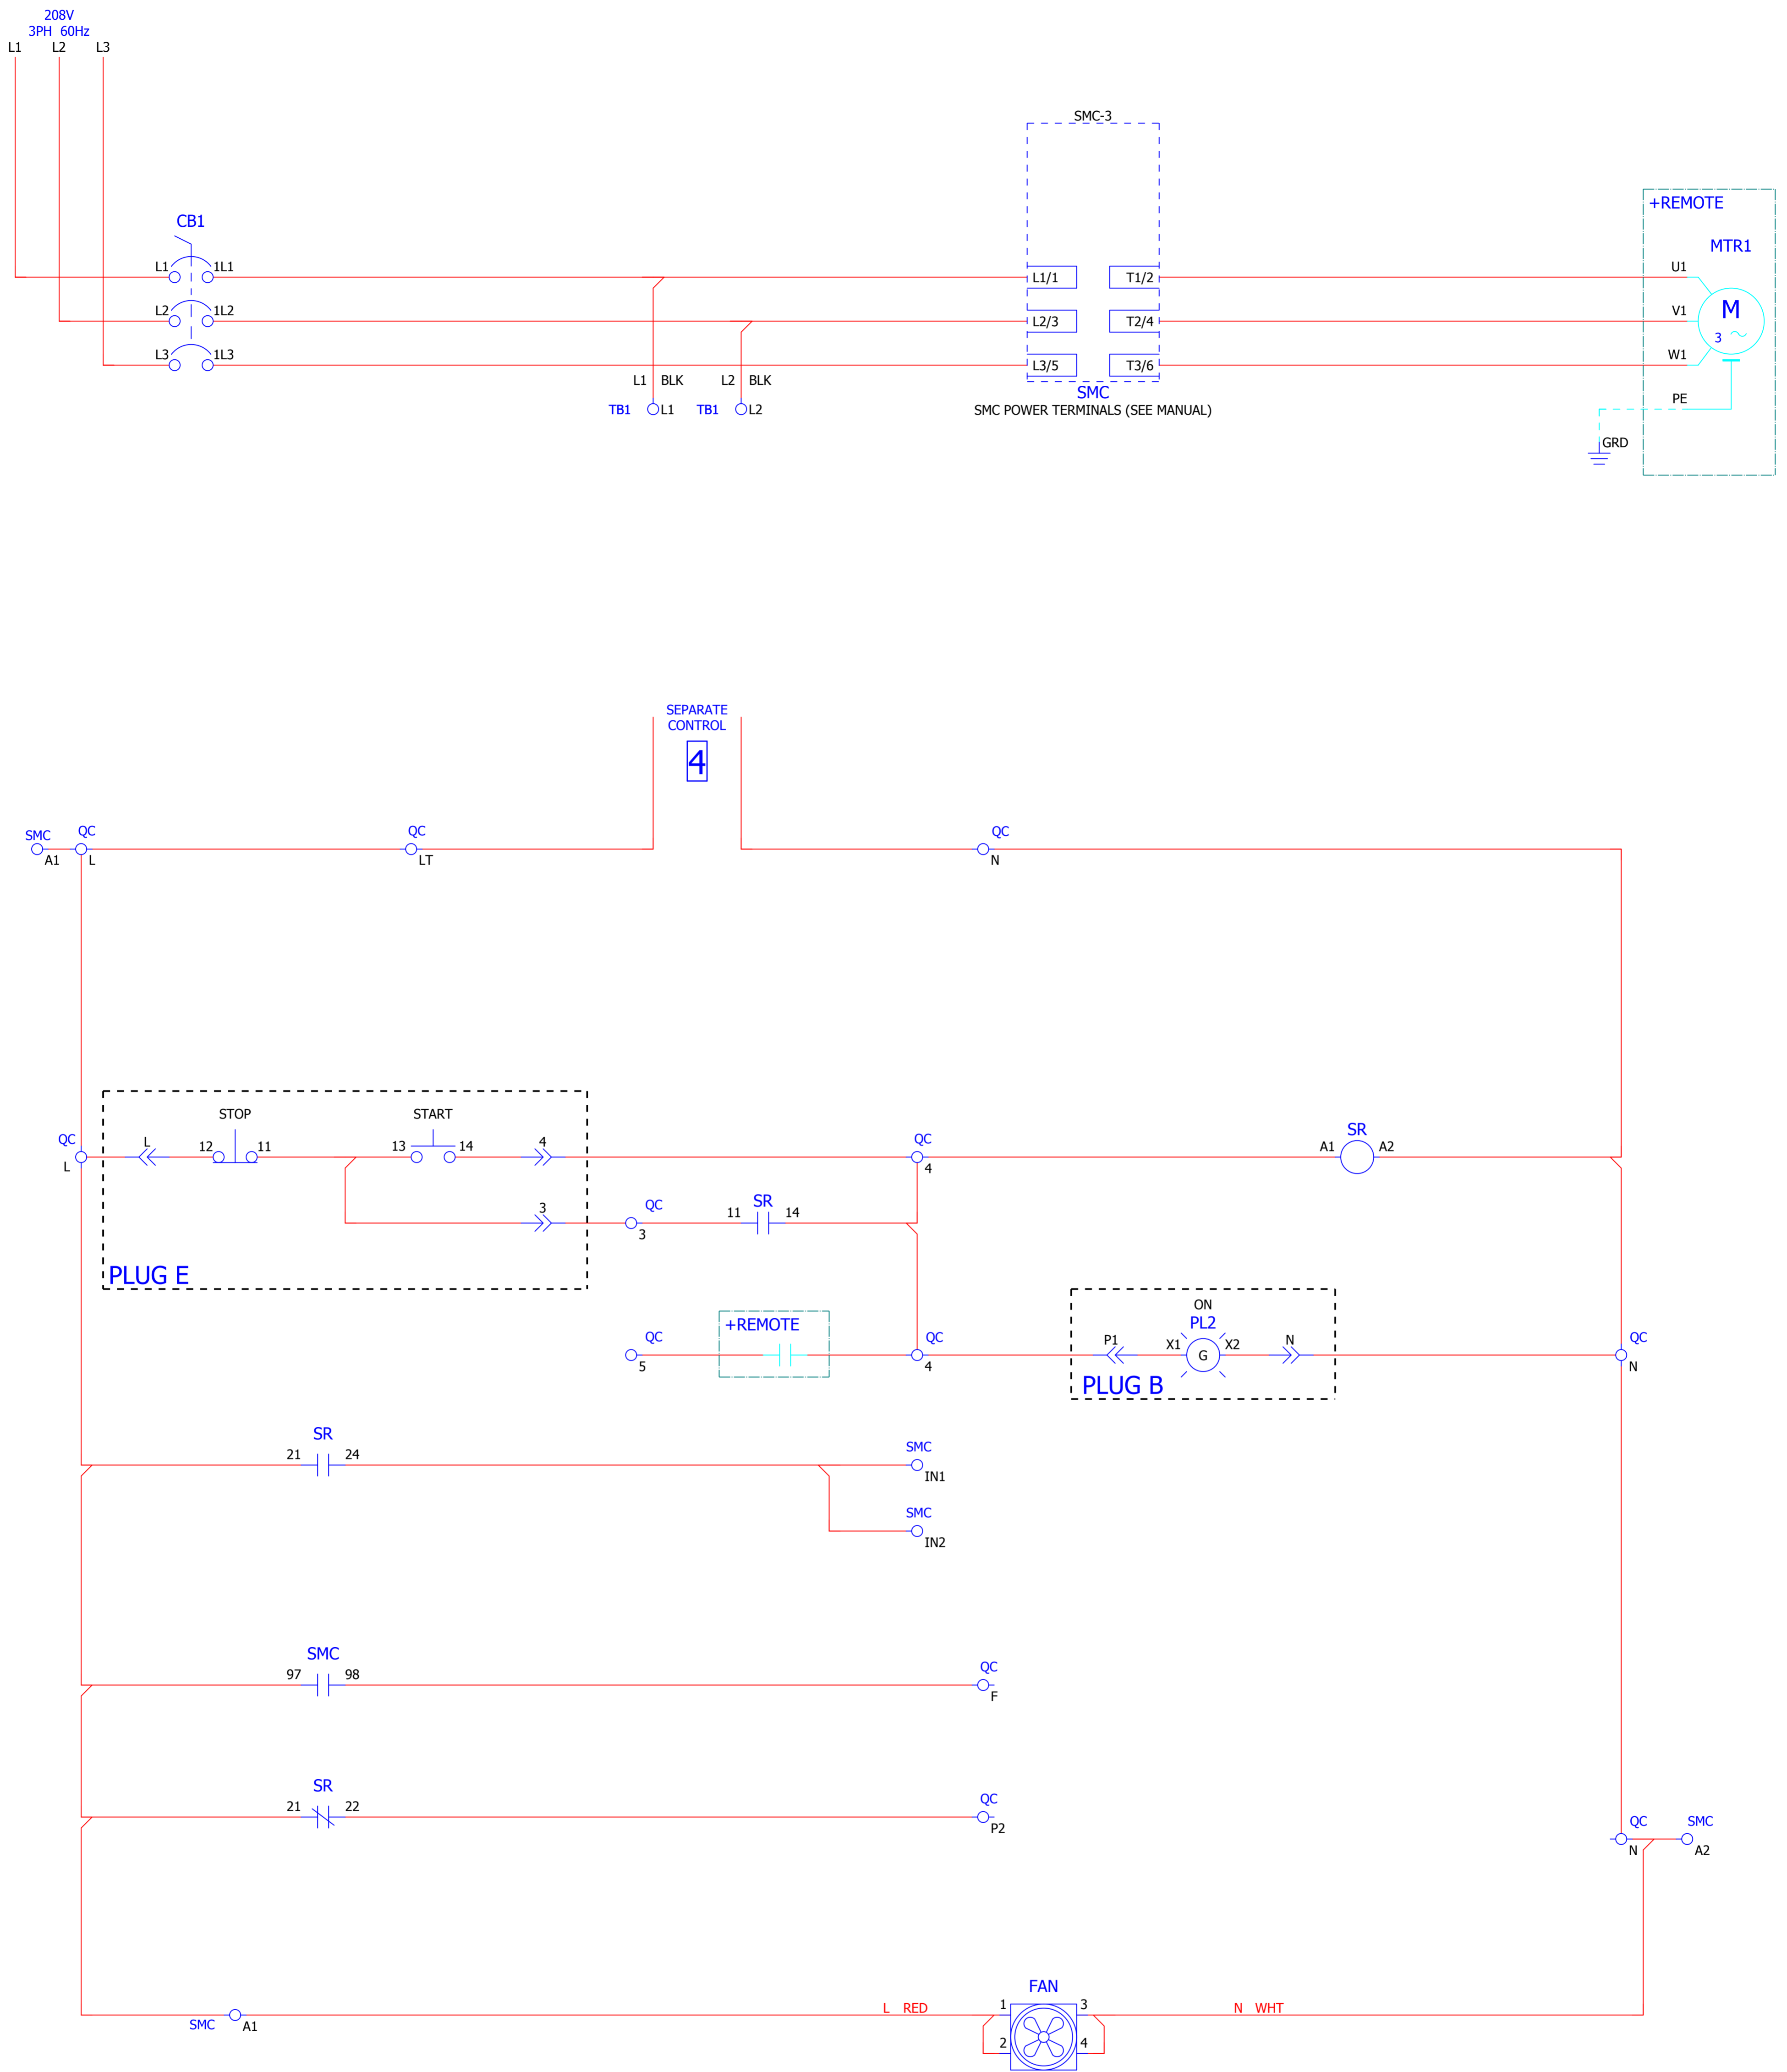 208V
3PH 60Hz
L1 L2 L3
SMC-3
+REMOTE
CB1
MTR1
L1 1L1 L1/1 T1/2 U1
L2 1L2 L2/3 T2/4 V1 M
3
L3 1L3 L3/5 T3/6 W1
L1 BLK L2 BLK
SMC
TB1 L1 TB1 L2
SMC POWER TERMINALS (SEE MANUAL)
PE
GRD
SEPARATE
CONTROL
4
SMC QC QC QC
A1 L LT N
STOP START
QC L 12 11 13 14 4 QC SR
A1 A2
L 4
3 QC 11 SR 14
3
PLUG E
ON
+REMOTE PL2
QC QC P1 X1 G X2 N QC
5 4 N
PLUG B
SR SMC
21 24 IN1
SMC
IN2
SMC QC
97 98 F
SR QC
21 22 P2
QC SMC
N A2
FAN
L RED 1 3 N WHT
SMC A1
2 4